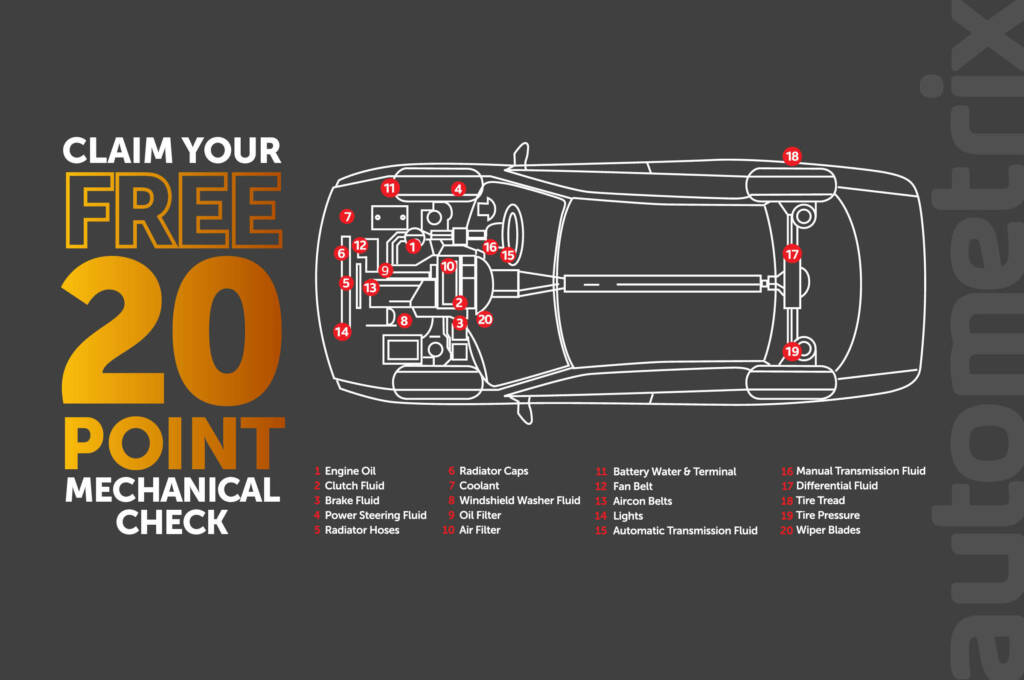 CLAIM YOUR
FREE
20
POINT
MECHANICAL
CHECK
11
4
18
7
12
1
16
15
17
6
9
10
5
13
2
14
8
3
20
19
1 Engine Oil
2 Clutch Fluid
3 Brake Fluid
4 Power Steering Fluid
5 Radiator Hoses
6 Radiator Caps
7 Coolant
8 Windshield Washer Fluid
9 Oil Filter
10 Air Filter
11 Battery Water & Terminal
12 Fan Belt
13 Aircon Belts
14 Lights
15 Automatic Transmission Fluid
16 Manual Transmission Fluid
17 Differential Fluid
18 Tire Tread
19 Tire Pressure
20 Wiper Blades
autometrix